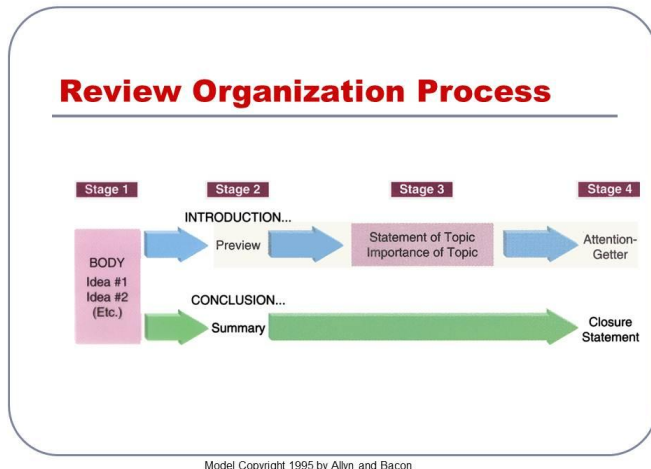 Review Organization Process
Stage 1
Stage 2
Stage 3
Stage 4
INTRODUCTION...
BODY
Idea #1
Idea #2
(Etc.)
Preview
Statement of Topic
Importance of Topic
Attention-
Getter
CONCLUSION...
Summary
Closure
Statement
Model Copyright 1995 by Allyn and Bacon